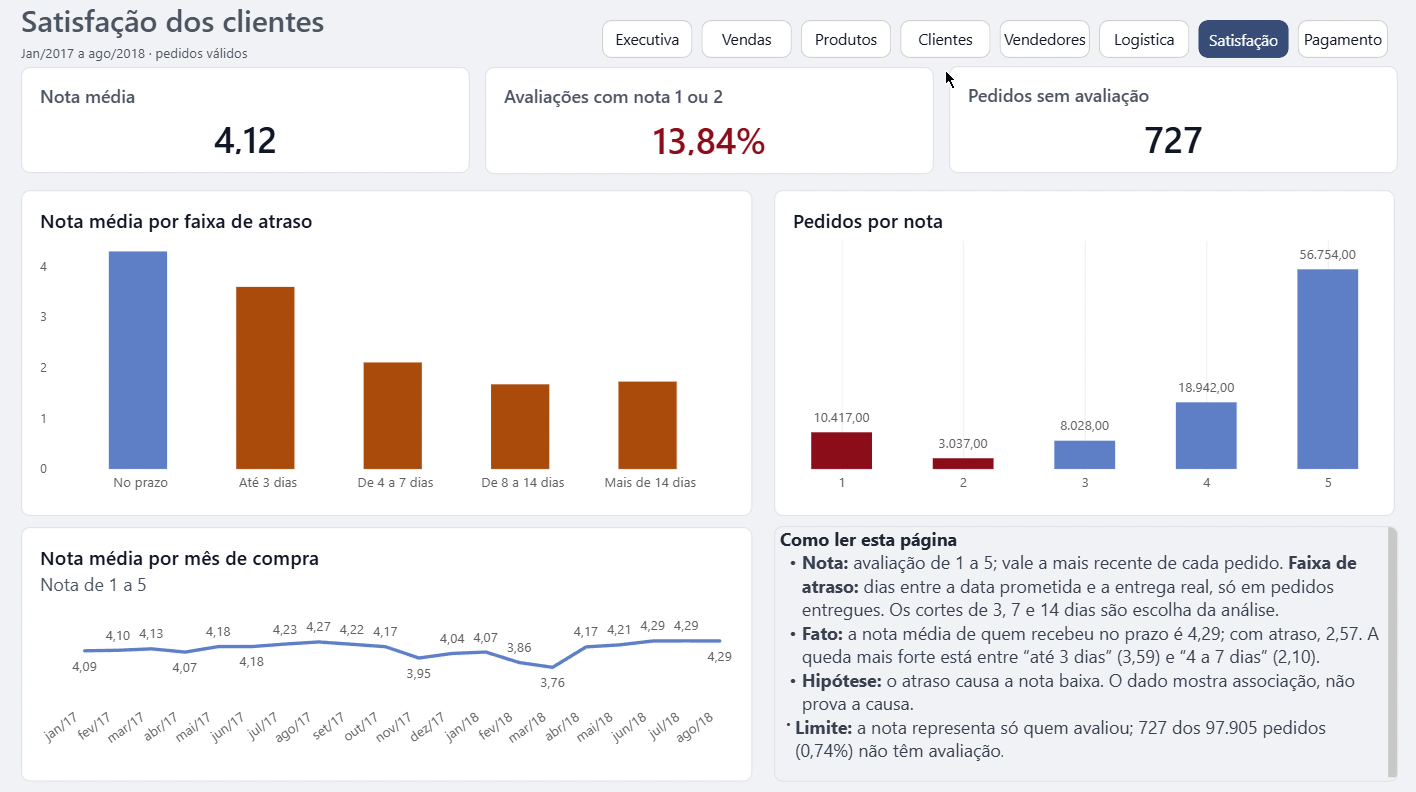 Satisfação dos clientes
Jan/2017 a ago/2018 · pedidos válidos
Executiva
Vendas
Produtos
Clientes
Vendedores
Logistica
Satisfação
Pagamento
Nota média
4,12
Avaliações com nota 1 ou 2
13,84%
Pedidos sem avaliação
727
Nota média por faixa de atraso
4
3
2
1
0
No prazo
Até 3 dias
De 4 a 7 dias
De 8 a 14 dias
Mais de 14 dias
Pedidos por nota
10.417,00
3.037,00
8.028,00
18.942,00
56.754,00
1
2
3
4
5
Nota média por mês de compra
Nota de 1 a 5
4,09
4,10
4,13
4,07
4,18
4,18
4,23
4,27
4,22
4,17
3,95
4,04
4,07
3,86
3,76
4,17
4,21
4,29
4,29
4,29
jan/17
fev/17
mar/17
abr/17
mai/17
jun/17
jul/17
ago/17
set/17
out/17
nov/17
dez/17
jan/18
fev/18
mar/18
abr/18
mai/18
jun/18
jul/18
ago/18
Como ler esta página
• Nota: avaliação de 1 a 5; vale a mais recente de cada pedido. Faixa de
atraso: dias entre a data prometida e a entrega real, só em pedidos
entregues. Os cortes de 3, 7 e 14 dias são escolha da análise.
• Fato: a nota média de quem recebeu no prazo é 4,29; com atraso, 2,57. A
queda mais forte está entre “até 3 dias” (3,59) e “4 a 7 dias” (2,10).
• Hipótese: o atraso causa a nota baixa. O dado mostra associação, não
prova a causa.
• Limite: a nota representa só quem avaliou; 727 dos 97.905 pedidos
(0,74%) não têm avaliação.